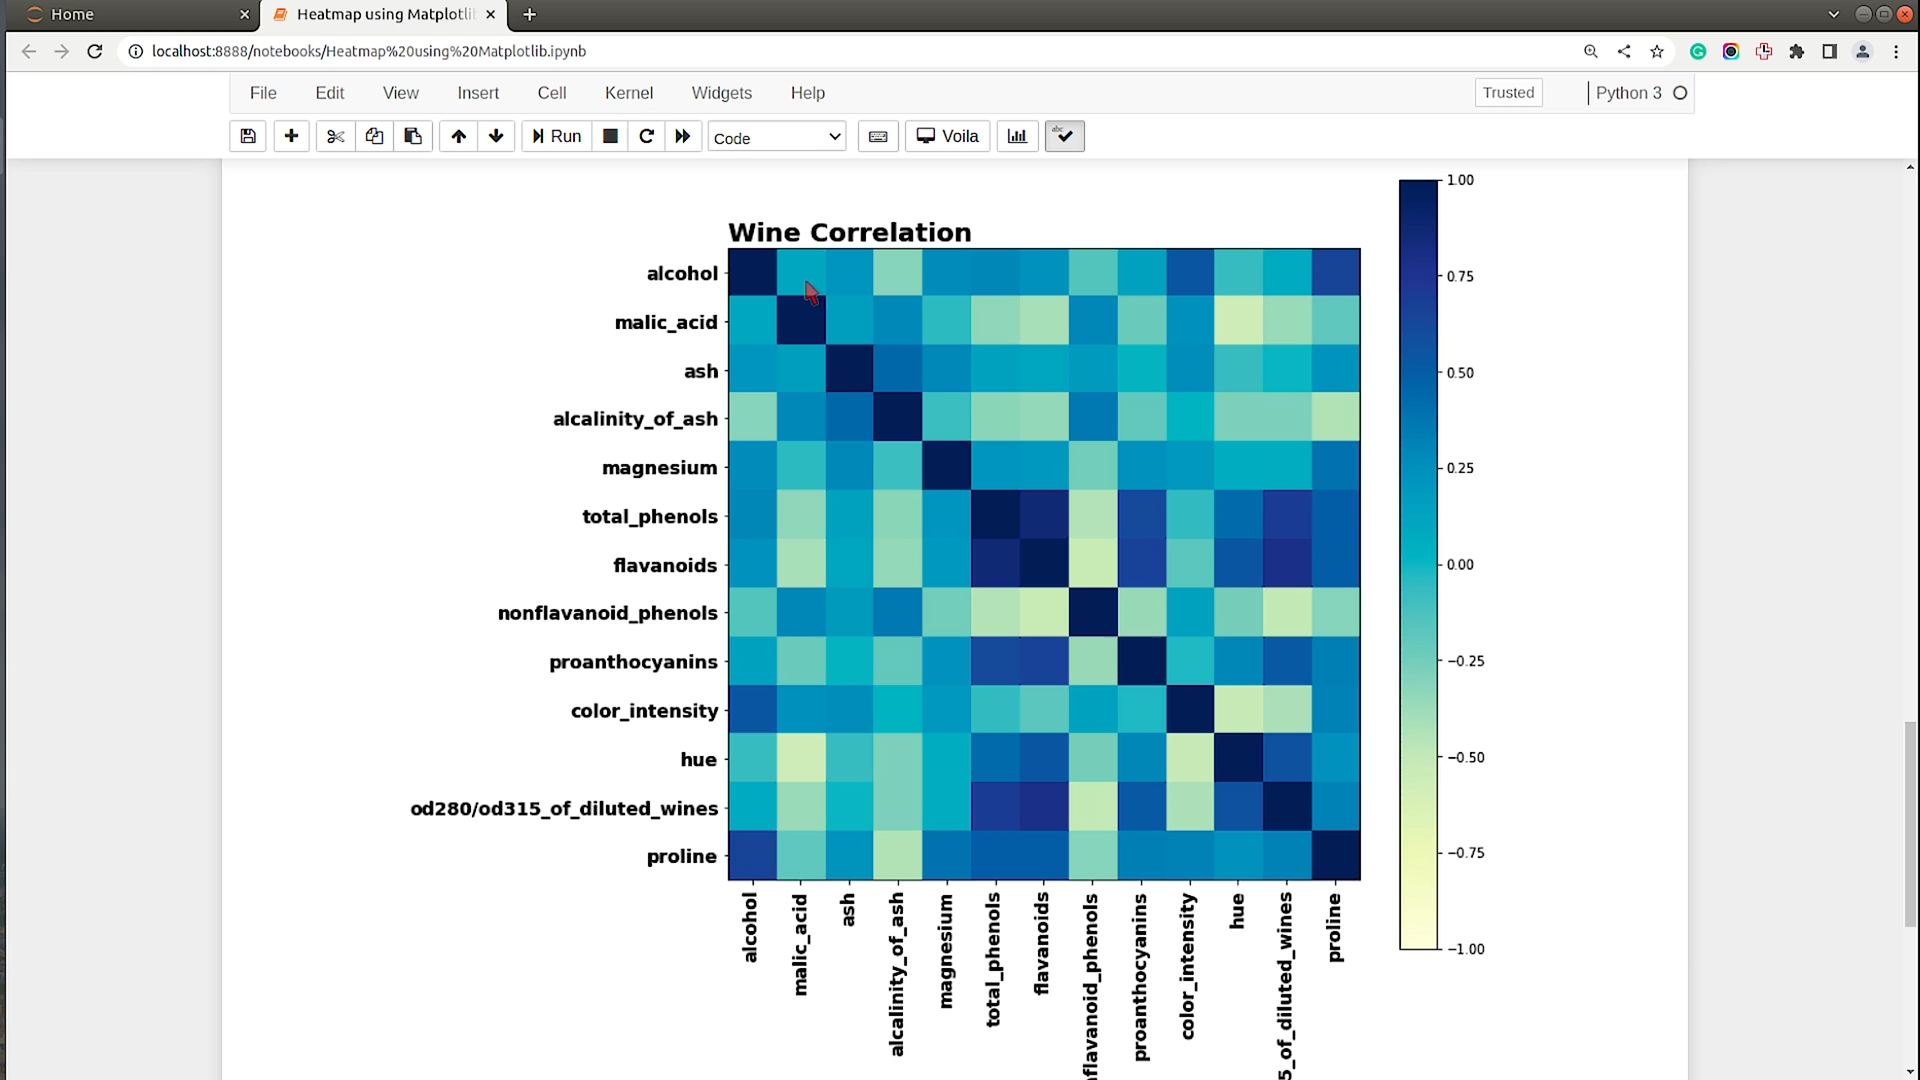 Home
Heatmap using Matplotli
localhost:8888/notebooks/Heatmap%20using%20Matplotlib.ipynb
File Edit View Insert Cell Kernel Widgets Help Trusted Python 3
Run Code Voila
abc
Wine Correlation
alcohol
malic_acid
ash
alcalinity_of_ash
magnesium
total_phenols
flavanoids
nonflavanoid_phenols
proanthocyanins
color_intensity
hue
od280/od315_of_diluted_wines
proline
alcohol
malic_acid
ash
alcalinity_of_ash
magnesium
total_phenols
flavanoids
flavanoid_phenols
proanthocyanins
color_intensity
hue
5_of_diluted_wines
proline
1.00
0.75
0.50
0.25
0.00
−0.25
−0.50
−0.75
−1.00